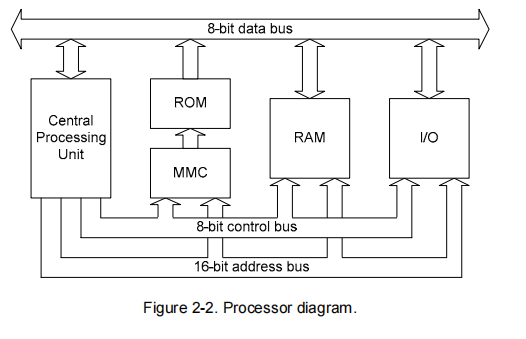 8-bit data bus
Central
Processing
Unit
ROM
MMC
RAM
I/O
8-bit control bus
16-bit address bus
Figure 2-2. Processor diagram.